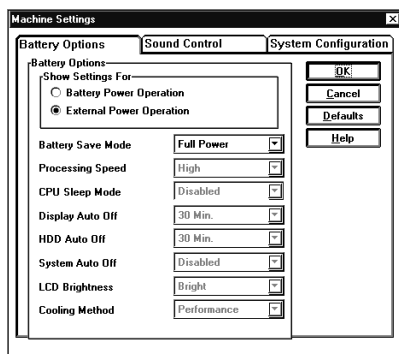 Machine Settings
Battery Options Sound Control System Configuration
Battery Options
Show Settings For
Battery Power Operation
External Power Operation
Battery Save Mode Full Power
Processing Speed High
CPU Sleep Mode Disabled
Display Auto Off 30 Min.
HDD Auto Off 30 Min.
System Auto Off Disabled
LCD Brightness Bright
Cooling Method Performance
OK
Cancel
Defaults
Help